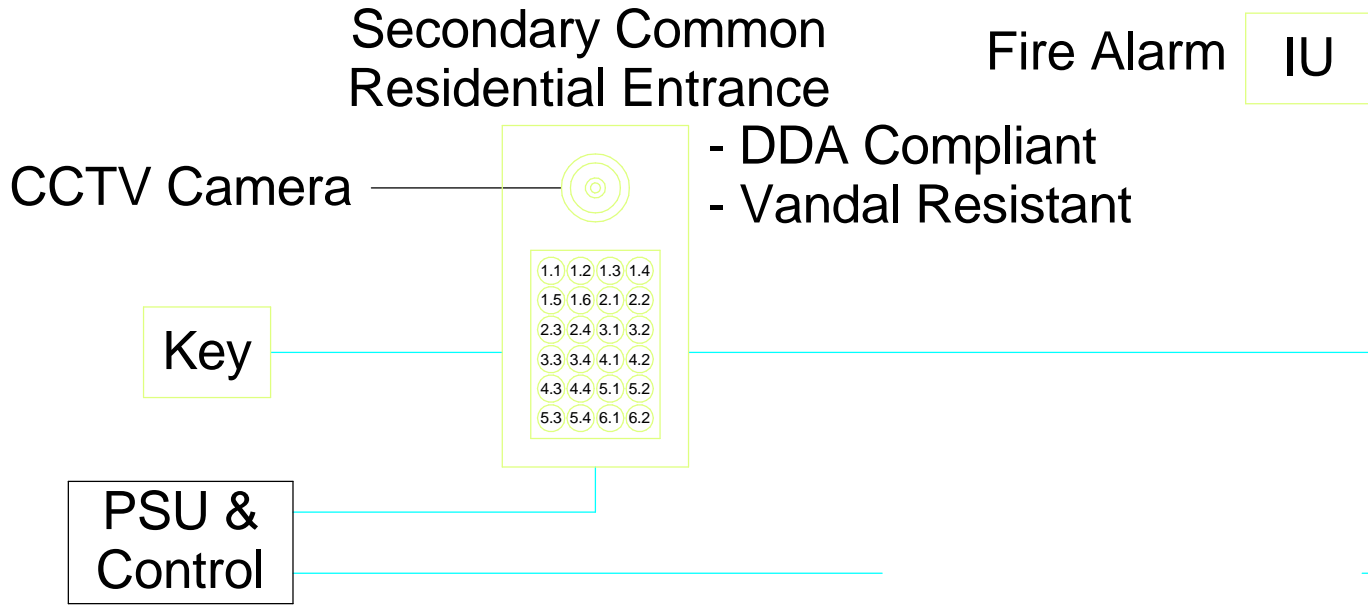 Secondary Common
Residential Entrance
Fire Alarm
IU
- DDA Compliant
- Vandal Resistant
CCTV Camera
1.1 1.2 1.3 1.4
1.5 1.6 2.1 2.2
2.3 2.4 3.1 3.2
3.3 3.4 4.1 4.2
4.3 4.4 5.1 5.2
5.3 5.4 6.1 6.2
Key
PSU &
Control